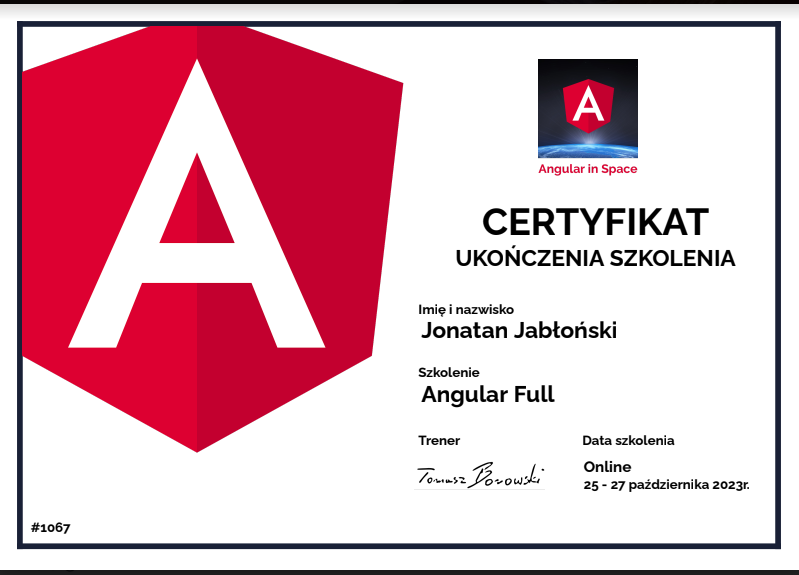 Angular in Space
CERTYFIKAT
UKOŃCZENIA SZKOLENIA
Imię i nazwisko
Jonatan Jabłoński
Szkolenie
Angular Full
Trener
Tomasz Borowski
Data szkolenia
Online
25 - 27 października 2023r.
#1067